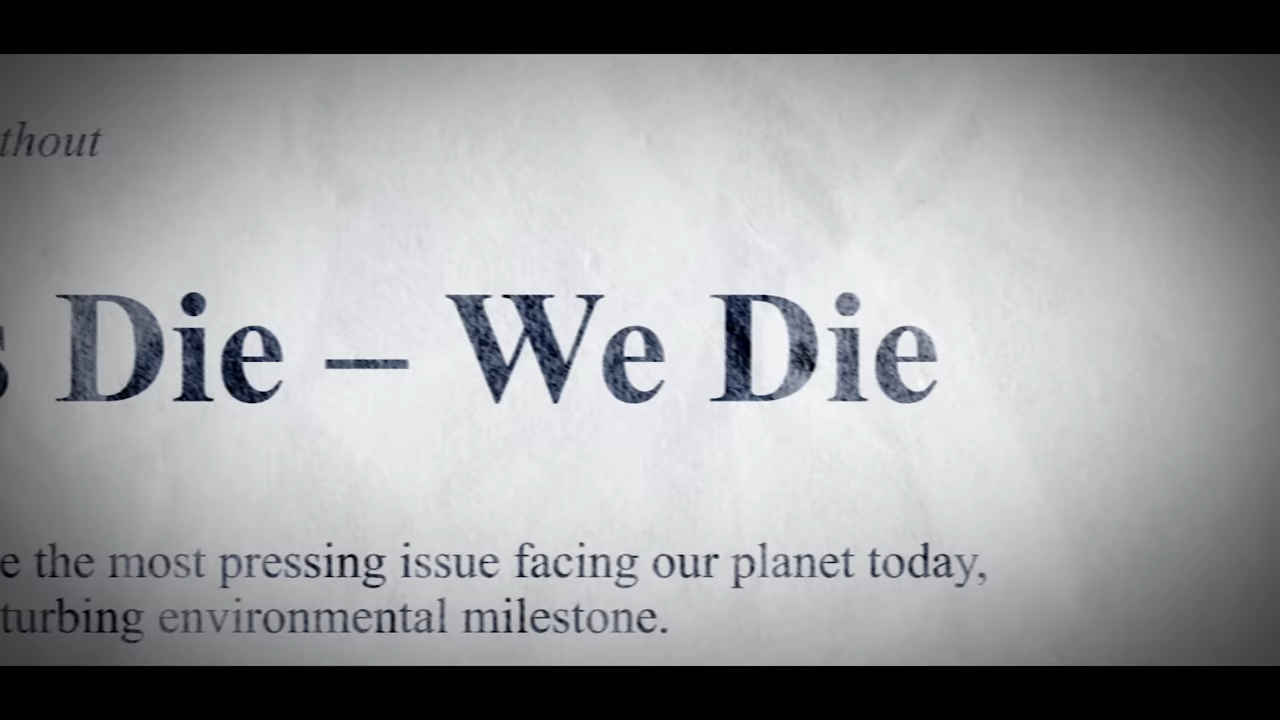 thout
s Die – We Die
e the most pressing issue facing our planet today,
turbing environmental milestone.